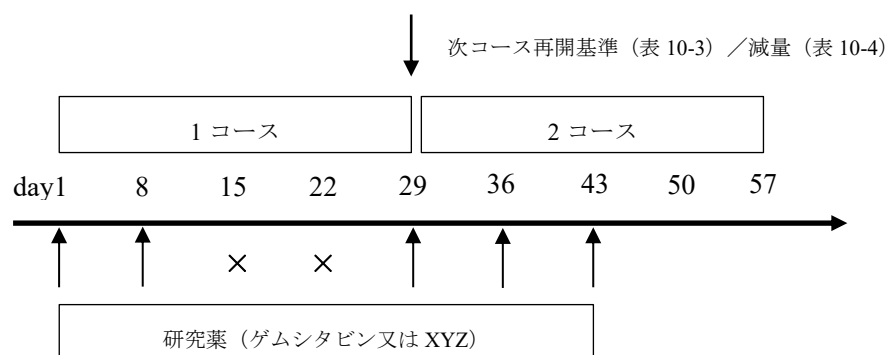 次コース再開基準（表 10-3）／減量（表 10-4）
1 コース 2 コース
day1 8 15 22 29 36 43 50 57
× ×
研究薬（ゲムシタビン又は XYZ）